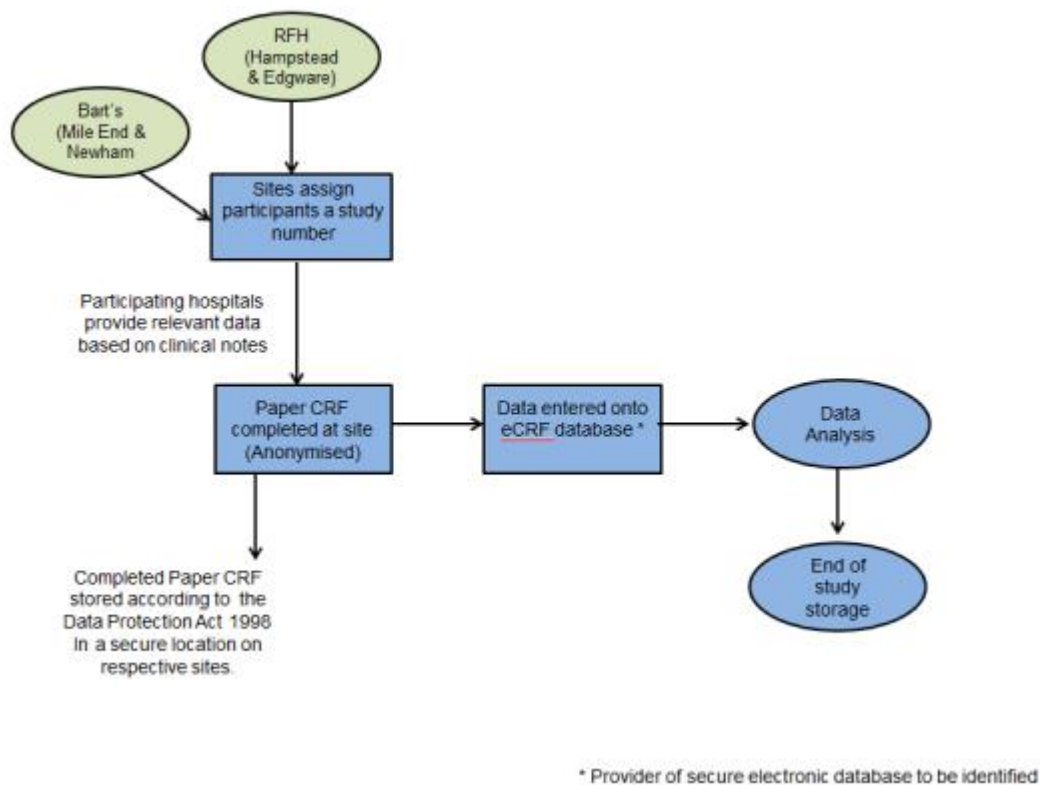 RFH
(Hampstead
& Edgware)
Bart's
(Mile End &
Newham
Sites assign
participants a study
number
Participating hospitals
provide relevant data
based on clinical notes
Paper CRF
completed at site
(Anonymised)
Data entered onto
eCRF database *
Data
Analysis
Completed Paper CRF
stored according to the
Data Protection Act 1998
In a secure location on
respective sites.
End of
study
storage
* Provider of secure electronic database to be identified